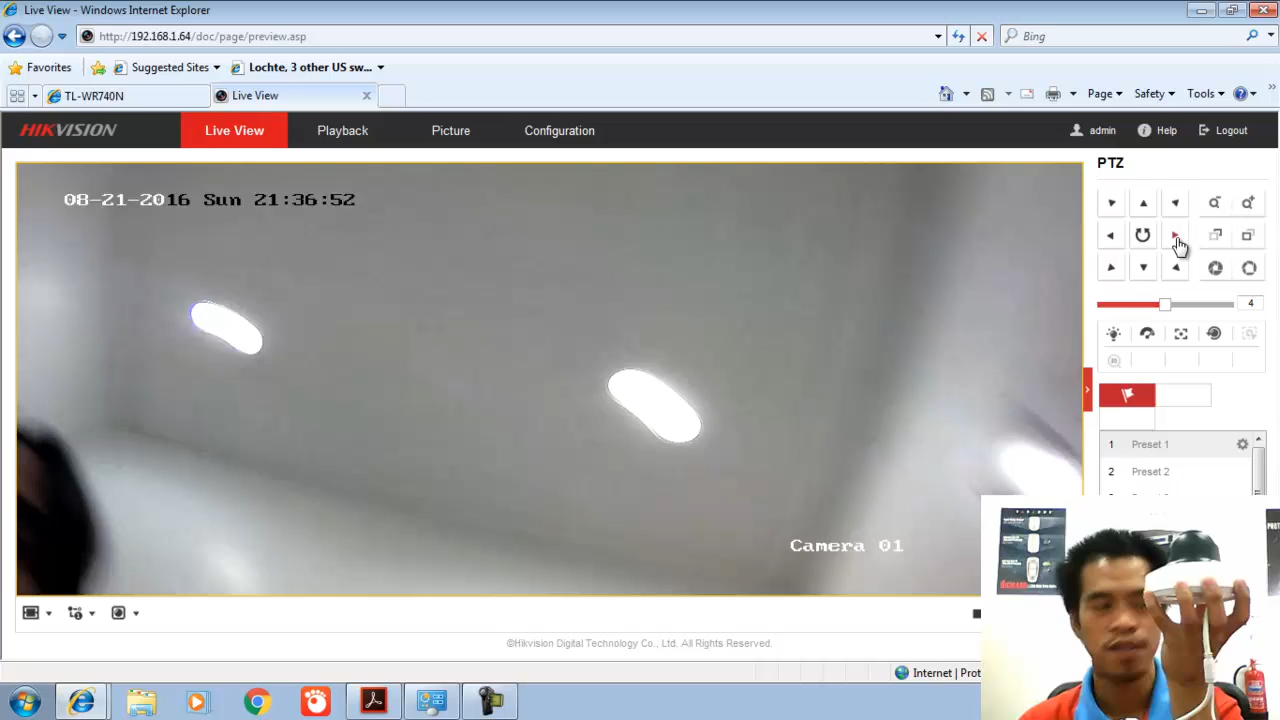 Live View - Windows Internet Explorer
http://192.168.1.64/doc/page/preview.asp
Bing
Favorites
Suggested Sites
Lochte, 3 other US sw...
TL-WR740N
Live View
Page
Safety
Tools
HIKVISION
Live View
Playback
Picture
Configuration
admin
Help
Logout
PTZ
08-21-2016 Sun 21:36:52
4
1 Preset 1
2 Preset 2
Camera 01
©Hikvision Digital Technology Co., Ltd. All Rights Reserved.
Internet | Prot